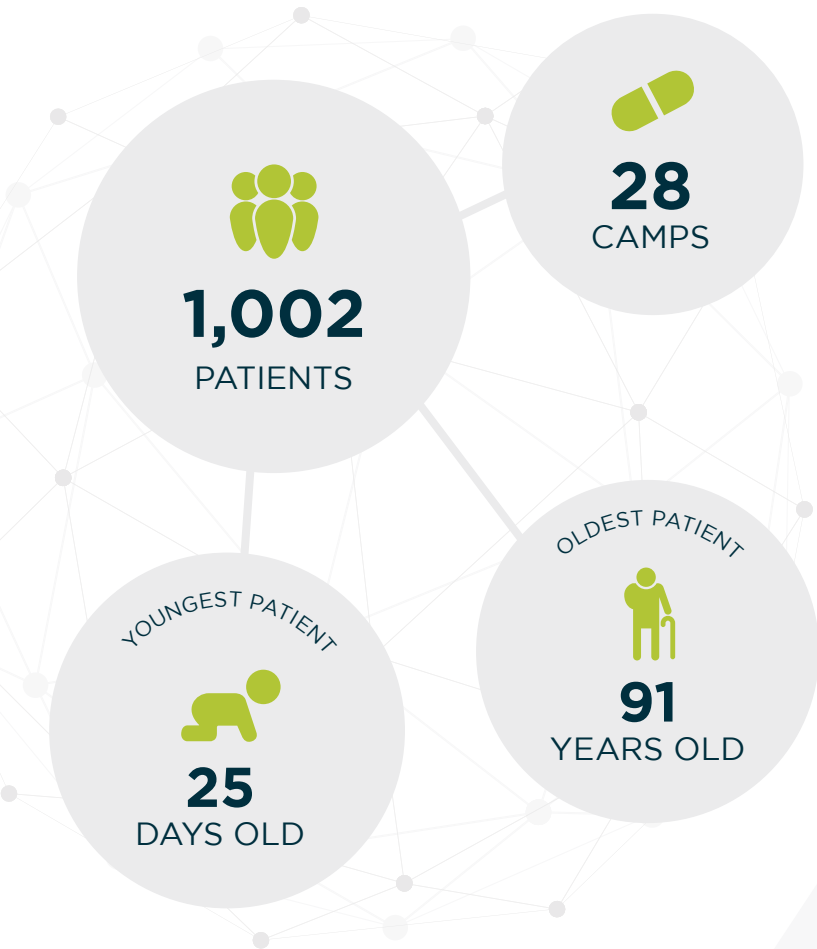 28
CAMPS
1,002
PATIENTS
OLDEST PATIENT
91
YEARS OLD
YOUNGEST PATIENT
25
DAYS OLD